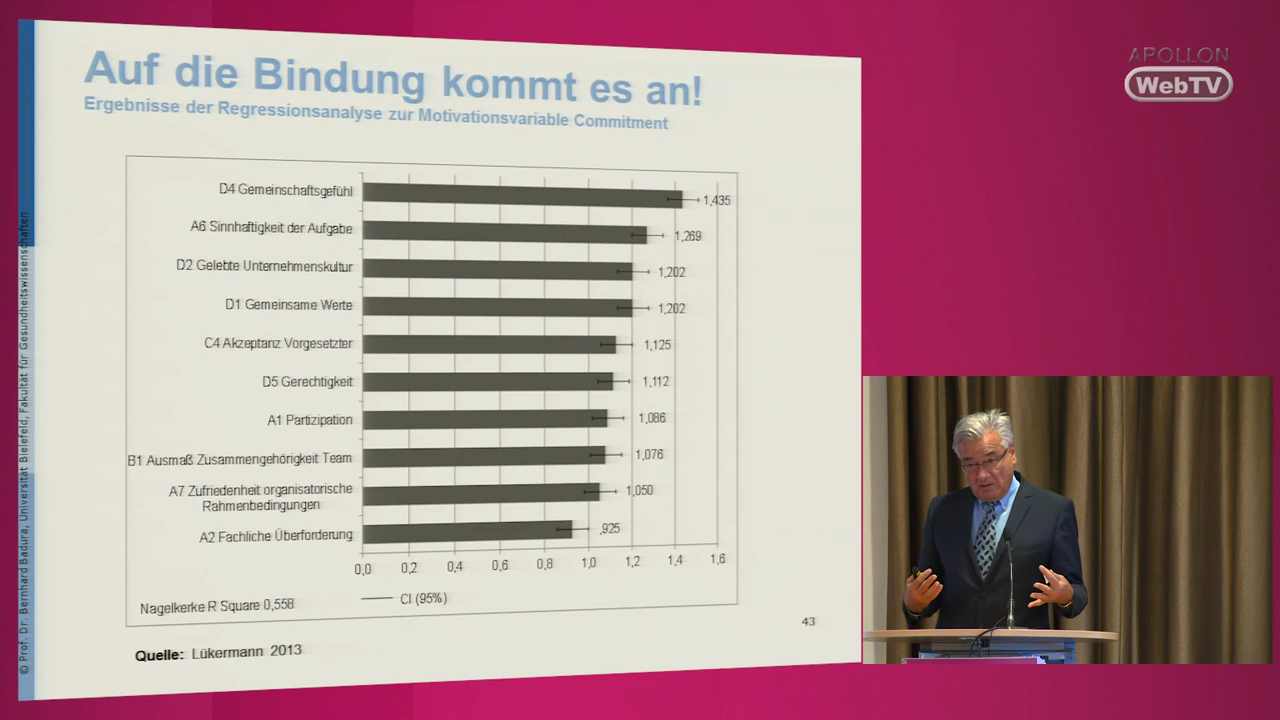 Auf die Bindung kommt es an!
Ergebnisse der Regressionsanalyse zur Motivationsvariable Commitment
D4 Gemeinschaftsgefühl
1,435
A6 Sinnhaftigkeit der Aufgabe
1,269
D2 Gelebte Unternehmenskultur
1,202
D1 Gemeinsame Werte
1,202
C4 Akzeptanz Vorgesetzter
1,125
D5 Gerechtigkeit
1,112
A1 Partizipation
1,086
B1 Ausmaß Zusammengehörigkeit Team
1,076
A7 Zufriedenheit organisatorische
Rahmenbedingungen
1,050
A2 Fachliche Überforderung
,925
0,0 0,2 0,4 0,6 0,8 1,0 1,2 1,4 1,6
Nagelkerke R Square 0,558
CI (95%)
43
Quelle: Lükermann 2013
© Prof. Dr. Bernhard Badura, Universität Bielefeld, Fakultät für Gesundheitswissenschaften
APOLLON
WebTV